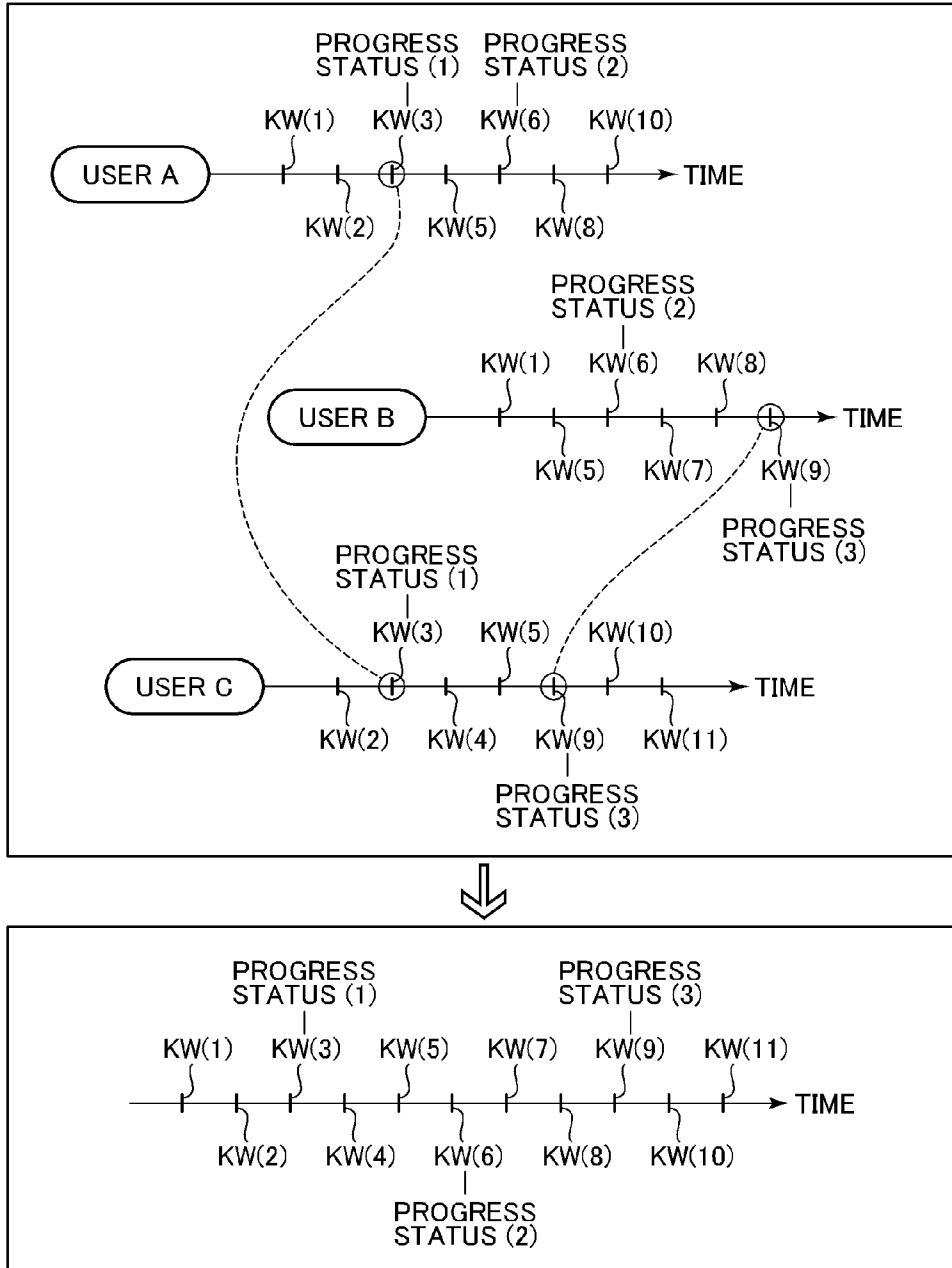 PROGRESS PROGRESS
STATUS (1) STATUS (2)
KW(1) KW(3) KW(6) KW(10)
USER A TIME
KW(2) KW(5) KW(8)
PROGRESS
STATUS (2)
KW(1) KW(6) KW(8)
USER B TIME
KW(5) KW(7) KW(9)
PROGRESS
STATUS (3)
PROGRESS
STATUS (1)
KW(3) KW(5) KW(10)
USER C TIME
KW(2) KW(4) KW(9) KW(11)
PROGRESS
STATUS (3)
PROGRESS PROGRESS
STATUS (1) STATUS (3)
KW(1) KW(3) KW(5) KW(7) KW(9) KW(11)
TIME
KW(2) KW(4) KW(6) KW(8) KW(10)
PROGRESS
STATUS (2)